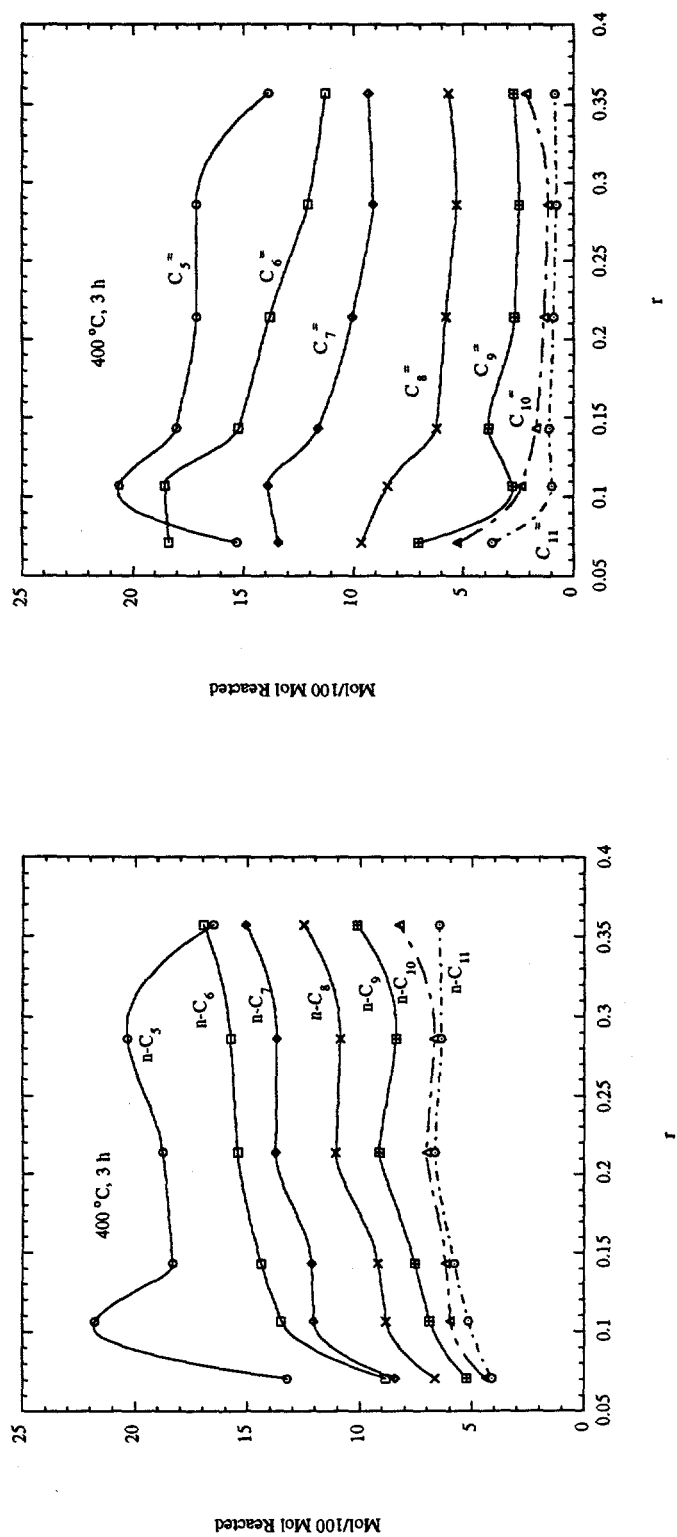 25
20
15
10
5
0
Mol/100 Mol Reacted
400 °C, 3 h
n-C5
n-C6
n-C7
n-C8
n-C9
n-C10
n-C11
0.05
0.1
0.15
0.2
0.25
0.3
0.35
0.4
r
25
20
15
10
5
0
Mol/100 Mol Reacted
400 °C, 3 h
C5=
C6=
C7=
C8=
C9=
C10=
C11=
0.05
0.1
0.15
0.2
0.25
0.3
0.35
0.4
r